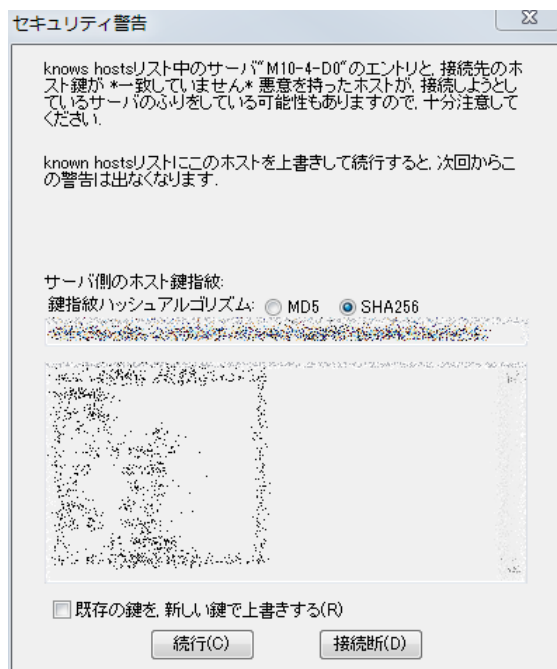 セキュリティ警告
knows hostsリスト中のサーバ"M10-4-D0"のエントリと, 接続先のホ
スト鍵が *一致していません* 悪意を持ったホストが, 接続しようとし
ているサーバのふりをしている可能性もありますので, 十分注意して
ください.
known hostsリストにこのホストを上書きして続行すると, 次回からこ
の警告は出なくなります.
サーバ側のホスト鍵指紋:
鍵指紋ハッシュアルゴリズム: MD5 SHA256
既存の鍵を, 新しい鍵で上書きする(R)
続行(C) 接続断(D)